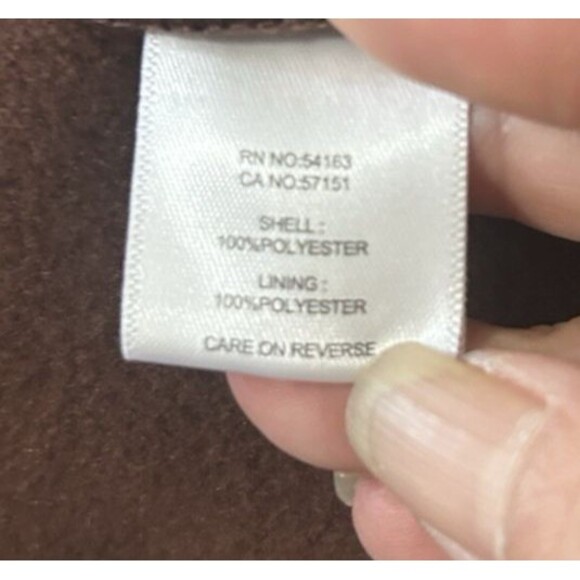 RN NO:54163
CA NO:57151
SHELL :
100%POLYESTER
LINING :
100%POLYESTER
CARE ON REVERSE